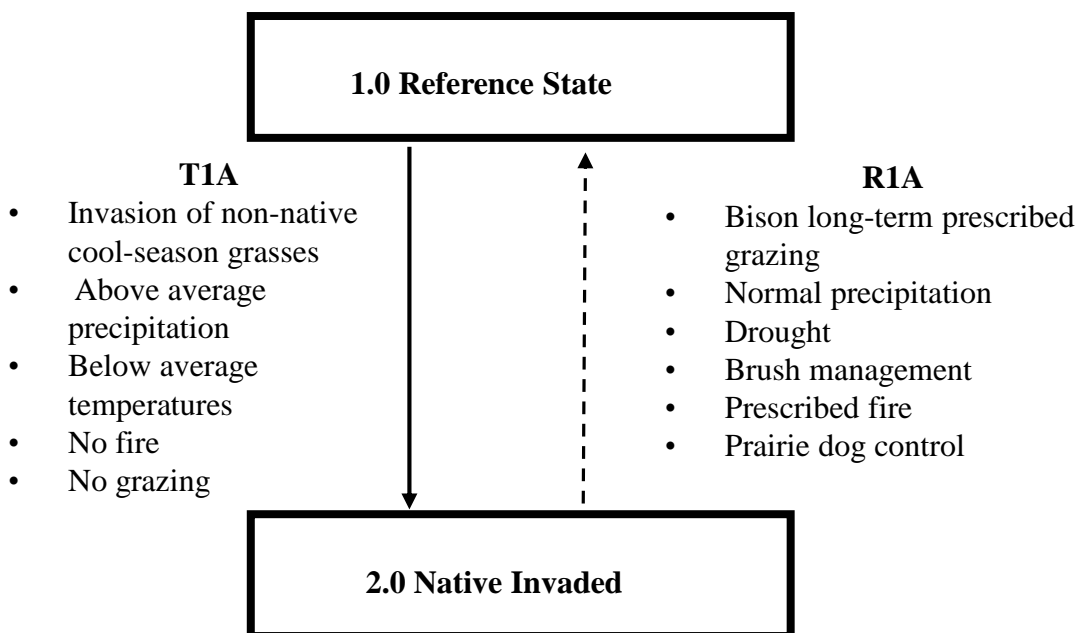 1.0 Reference State
T1A
• Invasion of non-native
cool-season grasses
• Above average
precipitation
• Below average
temperatures
• No fire
• No grazing
R1A
• Bison long-term prescribed
grazing
• Normal precipitation
• Drought
• Brush management
• Prescribed fire
• Prairie dog control
2.0 Native Invaded